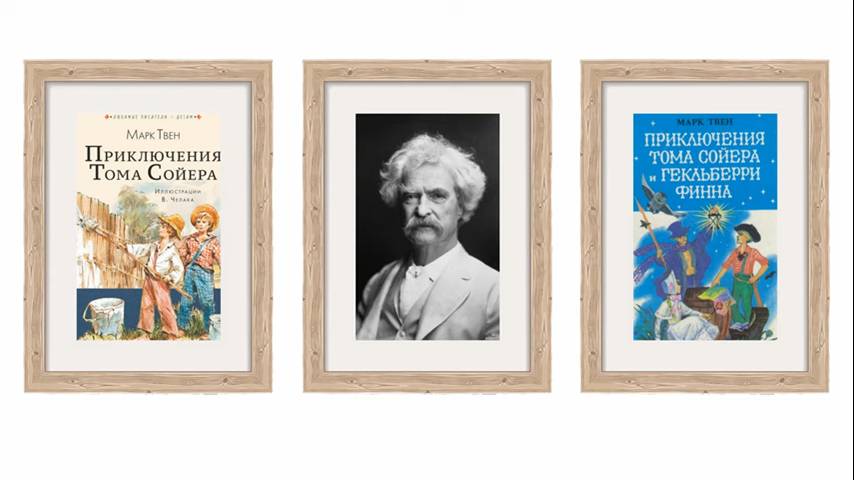 ЛЮБИМЫЕ ПИСАТЕЛИ – ДЕТЯМ
МАРК ТВЕН
ПРИКЛЮЧЕНИЯ
ТОМА СОЙЕРА
ИЛЛЮСТРАЦИИ
В. ЧЕЛАКА
МАРК ТВЕН
ПРИКЛЮЧЕНИЯ
ТОМА СОЙЕРА
И ГЕКЛЬБЕРРИ
ФИННА